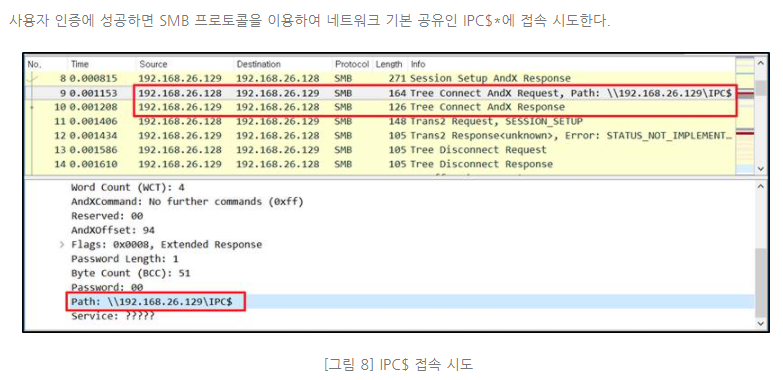 사용자 인증에 성공하면 SMB 프로토콜을 이용하여 네트워크 기본 공유인 IPC$*에 접속 시도한다.
No. Time Source Destination Protocol Length Info
8 0.000815 192.168.26.129 192.168.26.128 SMB 271 Session Setup AndX Response
9 0.001153 192.168.26.128 192.168.26.129 SMB 164 Tree Connect AndX Request, Path: \\192.168.26.129\IPC$
10 0.001208 192.168.26.129 192.168.26.128 SMB 126 Tree Connect AndX Response
11 0.001406 192.168.26.128 192.168.26.129 SMB 148 Trans2 Request, SESSION_SETUP
12 0.001434 192.168.26.129 192.168.26.128 SMB 105 Trans2 Response<unknown>, Error: STATUS_NOT_IMPLEMENT…
13 0.001586 192.168.26.128 192.168.26.129 SMB 105 Tree Disconnect Request
14 0.001610 192.168.26.129 192.168.26.128 SMB 105 Tree Disconnect Response
Word Count (WCT): 4
AndXCommand: No further commands (0xff)
Reserved: 00
AndXOffset: 94
Flags: 0x0008, Extended Response
Password Length: 1
Byte Count (BCC): 51
Password: 00
Path: \\192.168.26.129\IPC$
Service: ?????
[그림 8] IPC$ 접속 시도